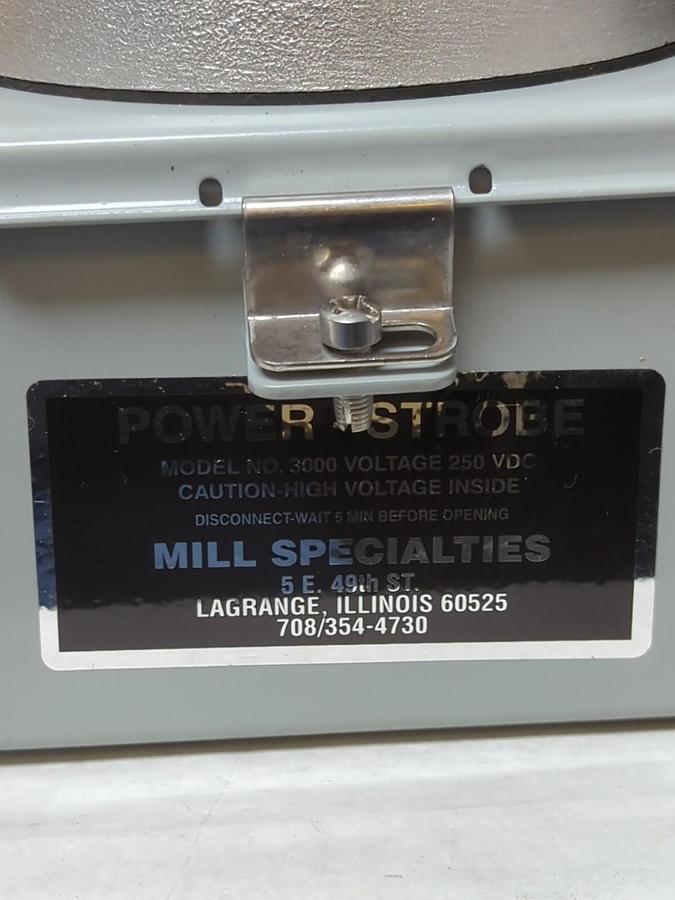 POWER-STROBE
MODEL NO. 3000 VOLTAGE 250 VDC
CAUTION-HIGH VOLTAGE INSIDE
DISCONNECT-WAIT 5 MIN BEFORE OPENING
MILL SPECIALTIES
5 E. 49th ST.
LAGRANGE, ILLINOIS 60525
708/354-4730